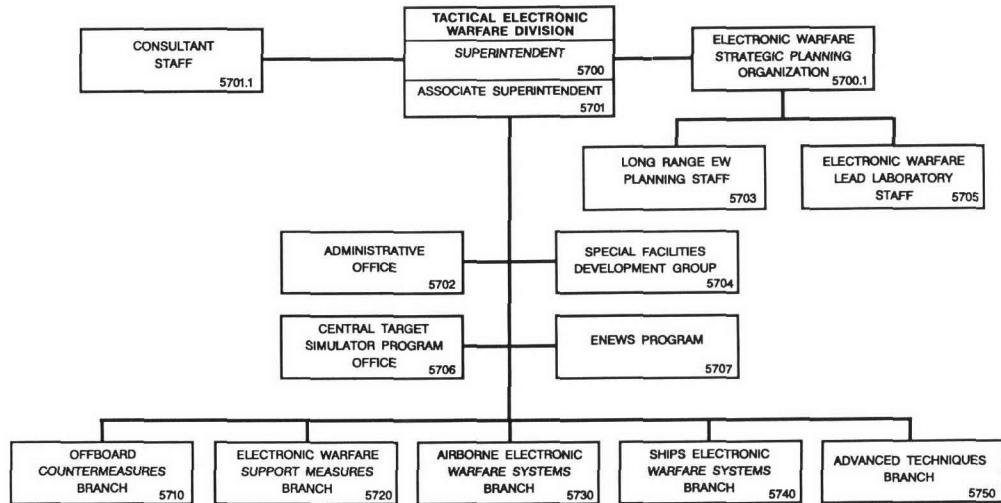 TACTICAL ELECTRONIC
WARFARE DIVISION
SUPERINTENDENT
5700
ASSOCIATE SUPERINTENDENT
5701
CONSULTANT
STAFF
5701.1
ELECTRONIC WARFARE
STRATEGIC PLANNING
ORGANIZATION
5700.1
LONG RANGE EW
PLANNING STAFF
5703
ELECTRONIC WARFARE
LEAD LABORATORY
STAFF
5705
ADMINISTRATIVE
OFFICE
5702
SPECIAL FACILITIES
DEVELOPMENT GROUP
5704
CENTRAL TARGET
SIMULATOR PROGRAM
OFFICE
5706
ENEWS PROGRAM
5707
OFFBOARD
COUNTERMEASURES
BRANCH
5710
ELECTRONIC WARFARE
SUPPORT MEASURES
BRANCH
5720
AIRBORNE ELECTRONIC
WARFARE SYSTEMS
BRANCH
5730
SHIPS ELECTRONIC
WARFARE SYSTEMS
BRANCH
5740
ADVANCED TECHNIQUES
BRANCH
5750